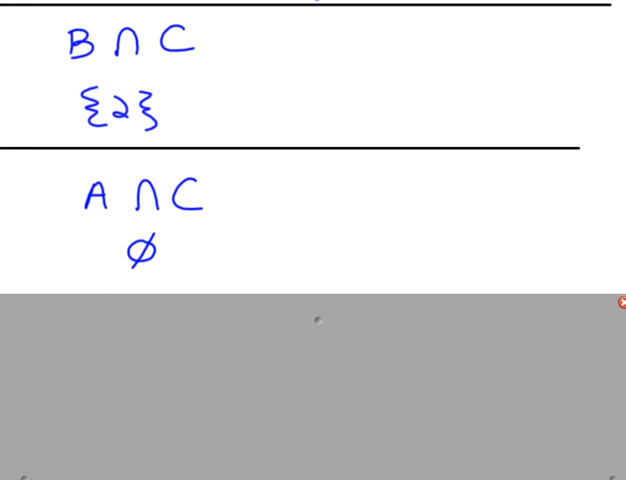 B ∩ C
{2}
A ∩ C
∅